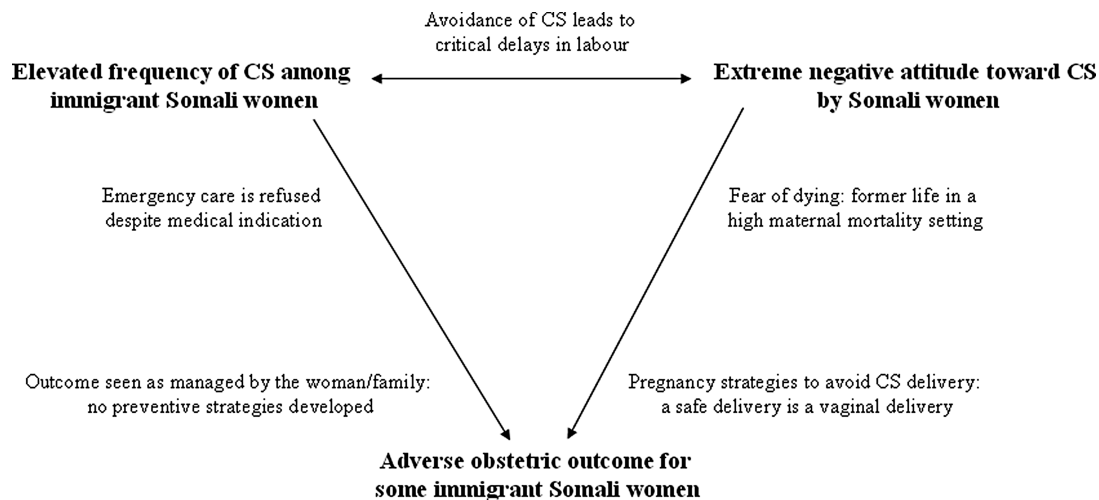 Avoidance of CS leads to
critical delays in labour
Elevated frequency of CS among
immigrant Somali women
Extreme negative attitude toward CS
by Somali women
Emergency care is refused
despite medical indication
Fear of dying: former life in a
high maternal mortality setting
Outcome seen as managed by the woman/family:
no preventive strategies developed
Pregnancy strategies to avoid CS delivery:
a safe delivery is a vaginal delivery
Adverse obstetric outcome for
some immigrant Somali women